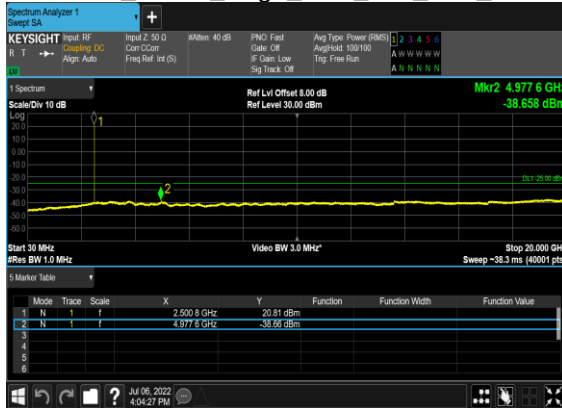 Spectrum Analyzer 1
Swept SA
+
KEYSIGHT Input: RF Input Z: 50 Ω #Atten: 40 dB PNO: Fast Avg Type: Power (RMS) 1 2 3 4 5 6
R T Coupling: DC Corr CCorr Gate: Off Avg|Hold: 100/100 A W W W W W
Align: Auto Freq Ref: Int (S) IF Gain: Low Trig: Free Run
Sig Track: Off A N N N N N
LU
1 Spectrum Ref Lvl Offset 8.00 dB Mkr2 4.977 6 GHz
Scale/Div 10 dB Ref Level 30.00 dBm -38.658 dBm
Log
20.0
10.0
0.00
-10.0
-20.0
-30.0
-40.0
-50.0
-60.0
1
2
DL1 -25.00 dBm
Start 30 MHz Video BW 3.0 MHz* Stop 20.000 GHz
#Res BW 1.0 MHz Sweep ~38.3 ms (40001 pts)
5 Marker Table
Mode Trace Scale X Y Function Function Width Function Value
1 N 1 f 2.500 8 GHz 20.81 dBm
2 N 1 f 4.977 6 GHz -38.66 dBm
3
4
5
6
? Jul 06, 2022
4:04:27 PM